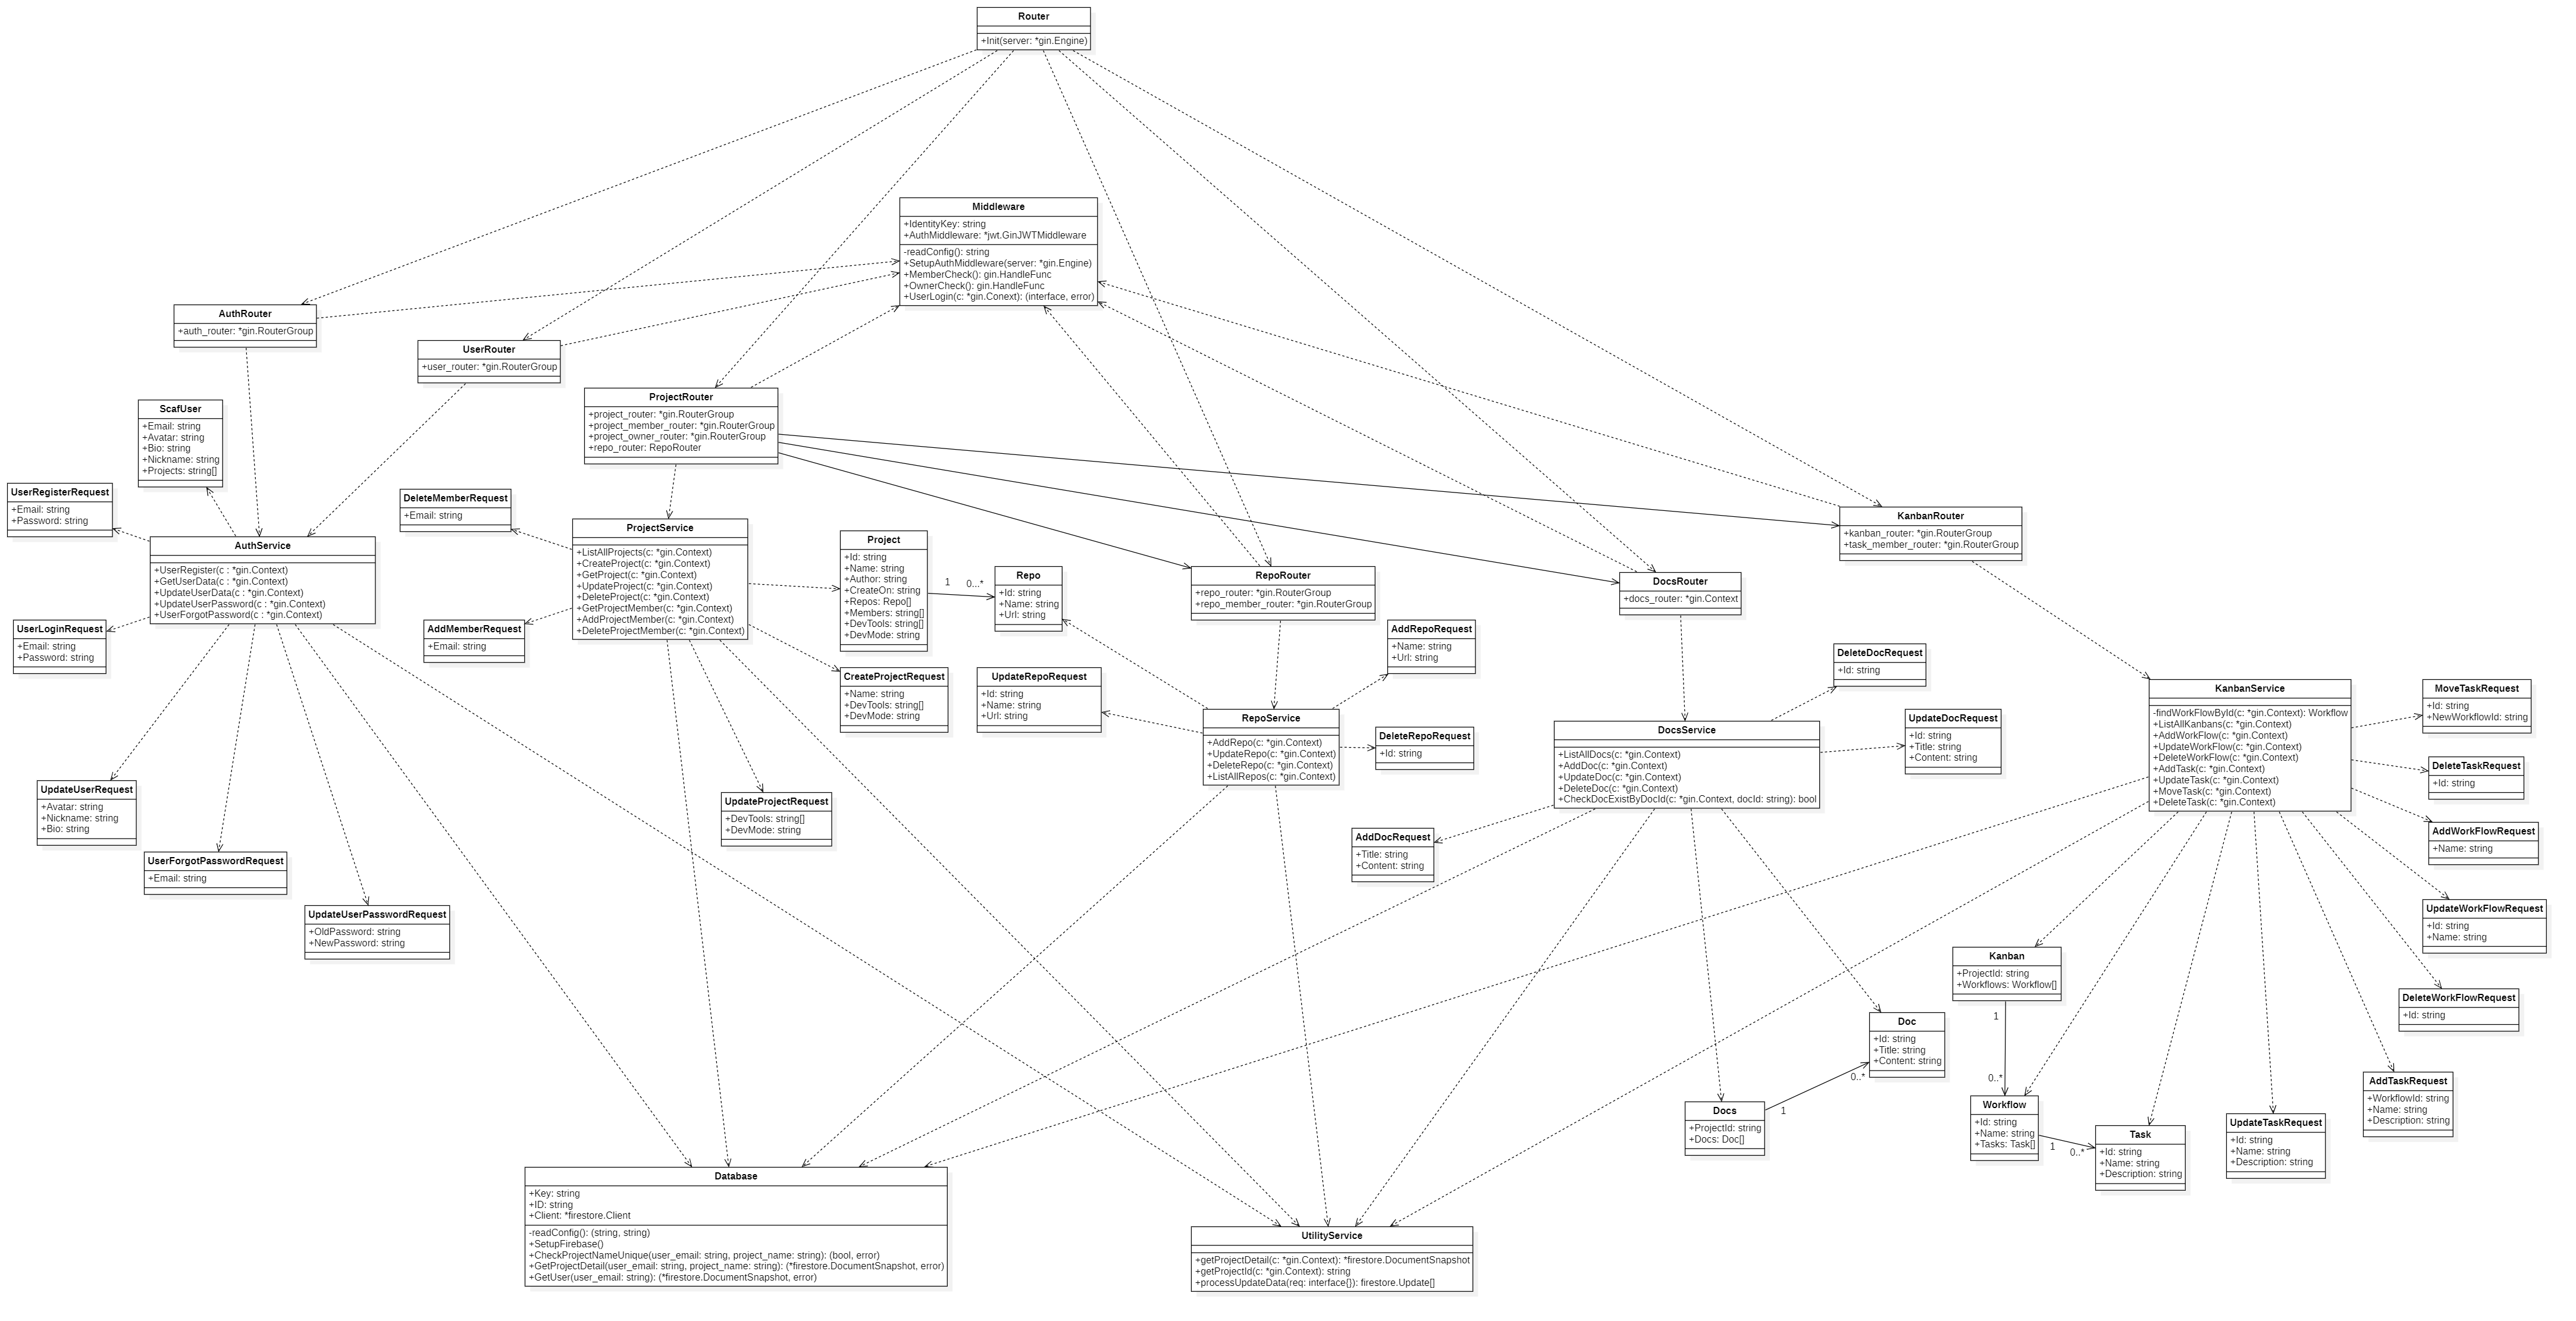 Router
+Init(server: *gin.Engine)
Middleware
+IdentityKey: string
+AuthMiddleware: *jwt.GinJWTMiddleware
-readConfig(): string
+SetupAuthMiddleware(server: *gin.Engine)
+MemberCheck(): gin.HandleFunc
+OwnerCheck(): gin.HandleFunc
+UserLogin(c: *gin.Conext): (interface, error)
AuthRouter
+auth_router: *gin.RouterGroup
UserRouter
+user_router: *gin.RouterGroup
ProjectRouter
+project_router: *gin.RouterGroup
+project_member_router: *gin.RouterGroup
+project_owner_router: *gin.RouterGroup
+repo_router: RepoRouter
ScafUser
+Email: string
+Avatar: string
+Bio: string
+Nickname: string
+Projects: string[]
UserRegisterRequest
+Email: string
+Password: string
DeleteMemberRequest
+Email: string
AuthService
+UserRegister(c : *gin.Context)
+GetUserData(c : *gin.Context)
+UpdateUserData(c : *gin.Context)
+UpdateUserPassword(c : *gin.Context)
+UserForgotPassword(c : *gin.Context)
ProjectService
+ListAllProjects(c: *gin.Context)
+CreateProject(c: *gin.Context)
+GetProject(c: *gin.Context)
+UpdateProject(c: *gin.Context)
+DeleteProject(c: *gin.Context)
+GetProjectMember(c: *gin.Context)
+AddProjectMember(c: *gin.Context)
+DeleteProjectMember(c: *gin.Context)
Project
+Id: string
+Name: string
+Author: string
+CreateOn: string
+Repos: Repo[]
+Members: string[]
+DevTools: string[]
+DevMode: string
1
0...*
Repo
+Id: string
+Name: string
+Url: string
RepoRouter
+repo_router: *gin.RouterGroup
+repo_member_router: *gin.RouterGroup
DocsRouter
+docs_router: *gin.Context
KanbanRouter
+kanban_router: *gin.RouterGroup
+task_member_router: *gin.RouterGroup
UserLoginRequest
+Email: string
+Password: string
AddMemberRequest
+Email: string
CreateProjectRequest
+Name: string
+DevTools: string[]
+DevMode: string
UpdateRepoRequest
+Id: string
+Name: string
+Url: string
AddRepoRequest
+Name: string
+Url: string
RepoService
+AddRepo(c: *gin.Context)
+UpdateRepo(c: *gin.Context)
+DeleteRepo(c: *gin.Context)
+ListAllRepos(c: *gin.Context)
DeleteRepoRequest
+Id: string
DeleteDocRequest
+Id: string
DocsService
+ListAllDocs(c: *gin.Context)
+AddDoc(c: *gin.Context)
+UpdateDoc(c: *gin.Context)
+DeleteDoc(c: *gin.Context)
+CheckDocExistByDocId(c: *gin.Context, docId: string): bool
UpdateDocRequest
+Id: string
+Title: string
+Content: string
KanbanService
-findWorkFlowById(c: *gin.Context): Workflow
+ListAllKanbans(c: *gin.Context)
+AddWorkFlow(c: *gin.Context)
+UpdateWorkFlow(c: *gin.Context)
+DeleteWorkFlow(c: *gin.Context)
+AddTask(c: *gin.Context)
+UpdateTask(c: *gin.Context)
+MoveTask(c: *gin.Context)
+DeleteTask(c: *gin.Context)
MoveTaskRequest
+Id: string
+NewWorkflowId: string
DeleteTaskRequest
+Id: string
AddWorkFlowRequest
+Name: string
UpdateWorkFlowRequest
+Id: string
+Name: string
DeleteWorkFlowRequest
+Id: string
AddTaskRequest
+WorkflowId: string
+Name: string
+Description: string
UpdateTaskRequest
+Id: string
+Name: string
+Description: string
UpdateUserRequest
+Avatar: string
+Nickname: string
+Bio: string
UserForgotPasswordRequest
+Email: string
UpdateUserPasswordRequest
+OldPassword: string
+NewPassword: string
UpdateProjectRequest
+DevTools: string[]
+DevMode: string
AddDocRequest
+Title: string
+Content: string
Kanban
+ProjectId: string
+Workflows: Workflow[]
1
0..*
Doc
+Id: string
+Title: string
+Content: string
0..*
1
Docs
+ProjectId: string
+Docs: Doc[]
Workflow
+Id: string
+Name: string
+Tasks: Task[]
1
0..*
Task
+Id: string
+Name: string
+Description: string
Database
+Key: string
+ID: string
+Client: *firestore.Client
-readConfig(): (string, string)
+SetupFirebase()
+CheckProjectNameUnique(user_email: string, project_name: string): (bool, error)
+GetProjectDetail(user_email: string, project_name: string): (*firestore.DocumentSnapshot, error)
+GetUser(user_email: string): (*firestore.DocumentSnapshot, error)
UtilityService
+getProjectDetail(c: *gin.Context): *firestore.DocumentSnapshot
+getProjectId(c: *gin.Context): string
+processUpdateData(req: interface{}): firestore.Update[]